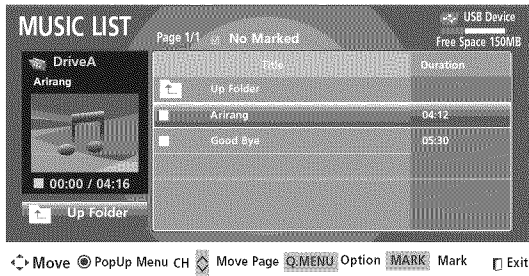 MUSIC LIST
Page 1/1 No Marked
USB Device
Free Space 150MB
DriveA
Arirang
Title Duration
Up Folder
Arirang 04:12
Good Bye 05:30
00:00 / 04:16
Up Folder
Move PopUp Menu CH Move Page Q.MENU Option MARK Mark Exit